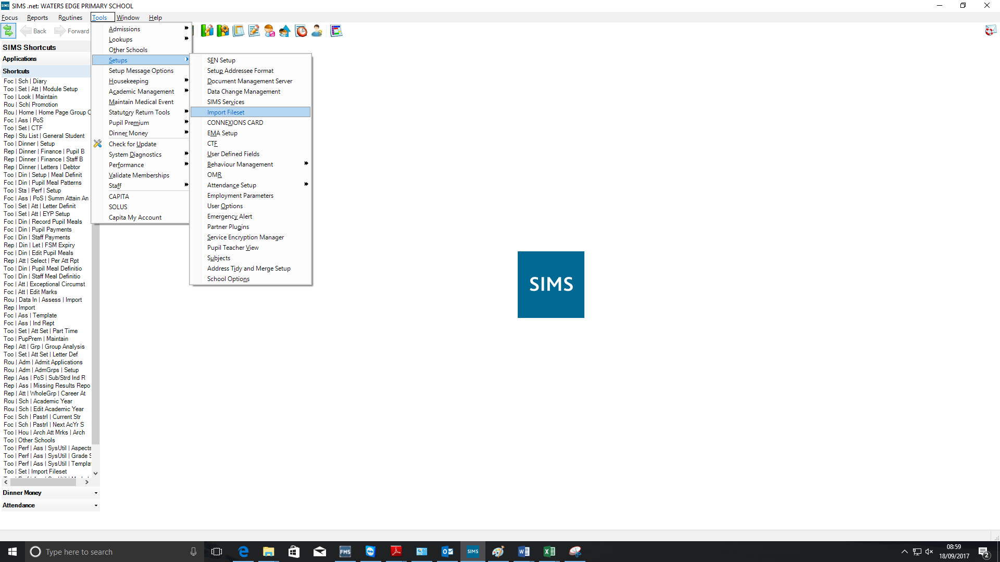 SIMS .net: WATERS EDGE PRIMARY SCHOOL
Focus Reports Routines Tools Window Help
Back Forward
SIMS Shortcuts
Applications
Shortcuts
Foc | Sch | Diary
Too | Set | Att | Module Setup
Too | Look | Maintain
Rou | Sch| Promotion
Rou | Home | Home Page Group C
Foc | Ass | PoS
Too | Set | CTF
Rep | Stu List | General Student
Too | Dinner | Setup
Rep | Dinner | Finance | Pupil B
Rep | Dinner | Finance | Staff B
Rep | Dinner | Letters | Debtor
Too | Din | Setup | Meal Definit
Foc | Din | Pupil Meal Patterns
Too | Sta | Perf | Setup
Foc | Ass | PoS | Summ Attain An
Too | Set | Att | Letter Definit
Too | Set | Att | EYP Setup
Foc | Din | Record Pupil Meals
Foc | Din | Pupil Payments
Foc | Din | Staff Payments
Rep | Din | Let | FSM Expiry
Foc | Din | Edit Pupil Meals
Rep | Att | Select | Per Att Rpt
Too | Din | Pupil Meal Definitio
Too | Din | Staff Meal Definitio
Foc | Att | Exceptional Circumst
Foc | Att | Edit Marks
Rou | Data In | Assess | Import
Rep | Import
Foc | Ass | Template
Foc | Ass | Ind Rept
Too | Set | Att Set | Part Time
Too | PupPrem | Maintain
Rep | Att | Grp | Group Analysis
Too | Set | Att Set | Letter Def
Rou | Adm | Admit Applications
Rou | Adm | AdmGrps | Setup
Rep | Ass | PoS | Sub/Strd Ind R
Rep | Ass | Missing Results Repo
Rep | Att | WholeGrp | Career At
Rou | Sch | Academic Year
Rou | Sch | Edit Academic Year
Foc | Sch | Pastrl | Current Str
Foc | Sch | Pastrl | Next AcYr S
Too | Hou | Arch Att Mrks | Arch
Too | Other Schools
Too | Perf | Ass | SysUtil | Aspects
Too | Perf | Ass | SysUtil | Grade S
Too | Perf | Ass | SysUtil | Templa
Too | Set | Import Fileset
Dinner Money
Attendance
Admissions
Lookups
Other Schools
Setups
Setup Message Options
Housekeeping
Academic Management
Maintain Medical Event
Statutory Return Tools
Pupil Premium
Dinner Money
Check for Update
System Diagnostics
Performance
Validate Memberships
Staff
CAPITA
SOLUS
Capita My Account
SEN Setup
Setup Addressee Format
Document Management Server
Data Change Management
SIMS Services
Import Fileset
CONNEXIONS CARD
EMA Setup
CTF
User Defined Fields
Behaviour Management
OMR
Attendance Setup
Employment Parameters
User Options
Emergency Alert
Partner Plugins
Service Encryption Manager
Pupil Teacher View
Subjects
Address Tidy and Merge Setup
School Options
SIMS
Type here to search
FMS
SIMS
08:59
18/09/2017
2